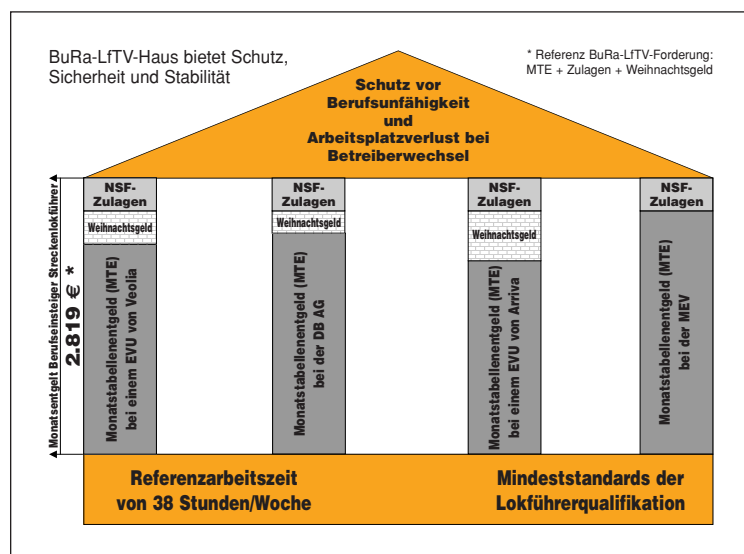 BuRa-LfTV-Haus bietet Schutz,
Sicherheit und Stabilität
* Referenz BuRa-LfTV-Forderung:
MTE + Zulagen + Weihnachtsgeld
Schutz vor
Berufsunfähigkeit
und
Arbeitsplatzverlust bei
Betreiberwechsel
Monatsentgelt Berufseinsteiger Streckenlokführer
2.819 € *
NSF-
Zulagen
Weihnachtsgeld
Monatstabellenentgeld (MTE)
bei einem EVU von Veolia
NSF-
Zulagen
Weihnachtsgeld
Monatstabellenentgeld (MTE)
bei der DB AG
NSF-
Zulagen
Weihnachtsgeld
Monatstabellenentgeld (MTE)
bei einem EVU von Arriva
NSF-
Zulagen
Monatstabellenentgeld (MTE)
bei der MEV
Referenzarbeitszeit
von 38 Stunden/Woche
Mindeststandards der
Lokführerqualifikation